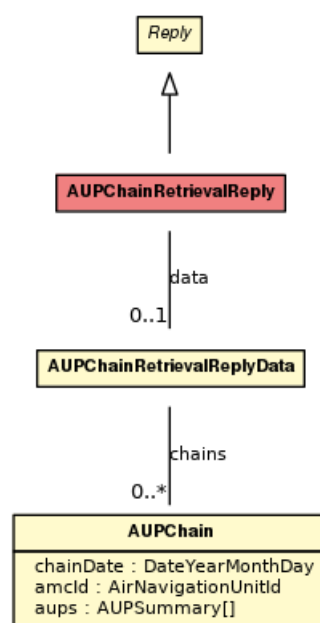 Reply
AUPChainRetrievalReply
data
0..1
AUPChainRetrievalReplyData
chains
0..*
AUPChain
chainDate : DateYearMonthDay
amcId : AirNavigationUnitId
aups : AUPSummary[]